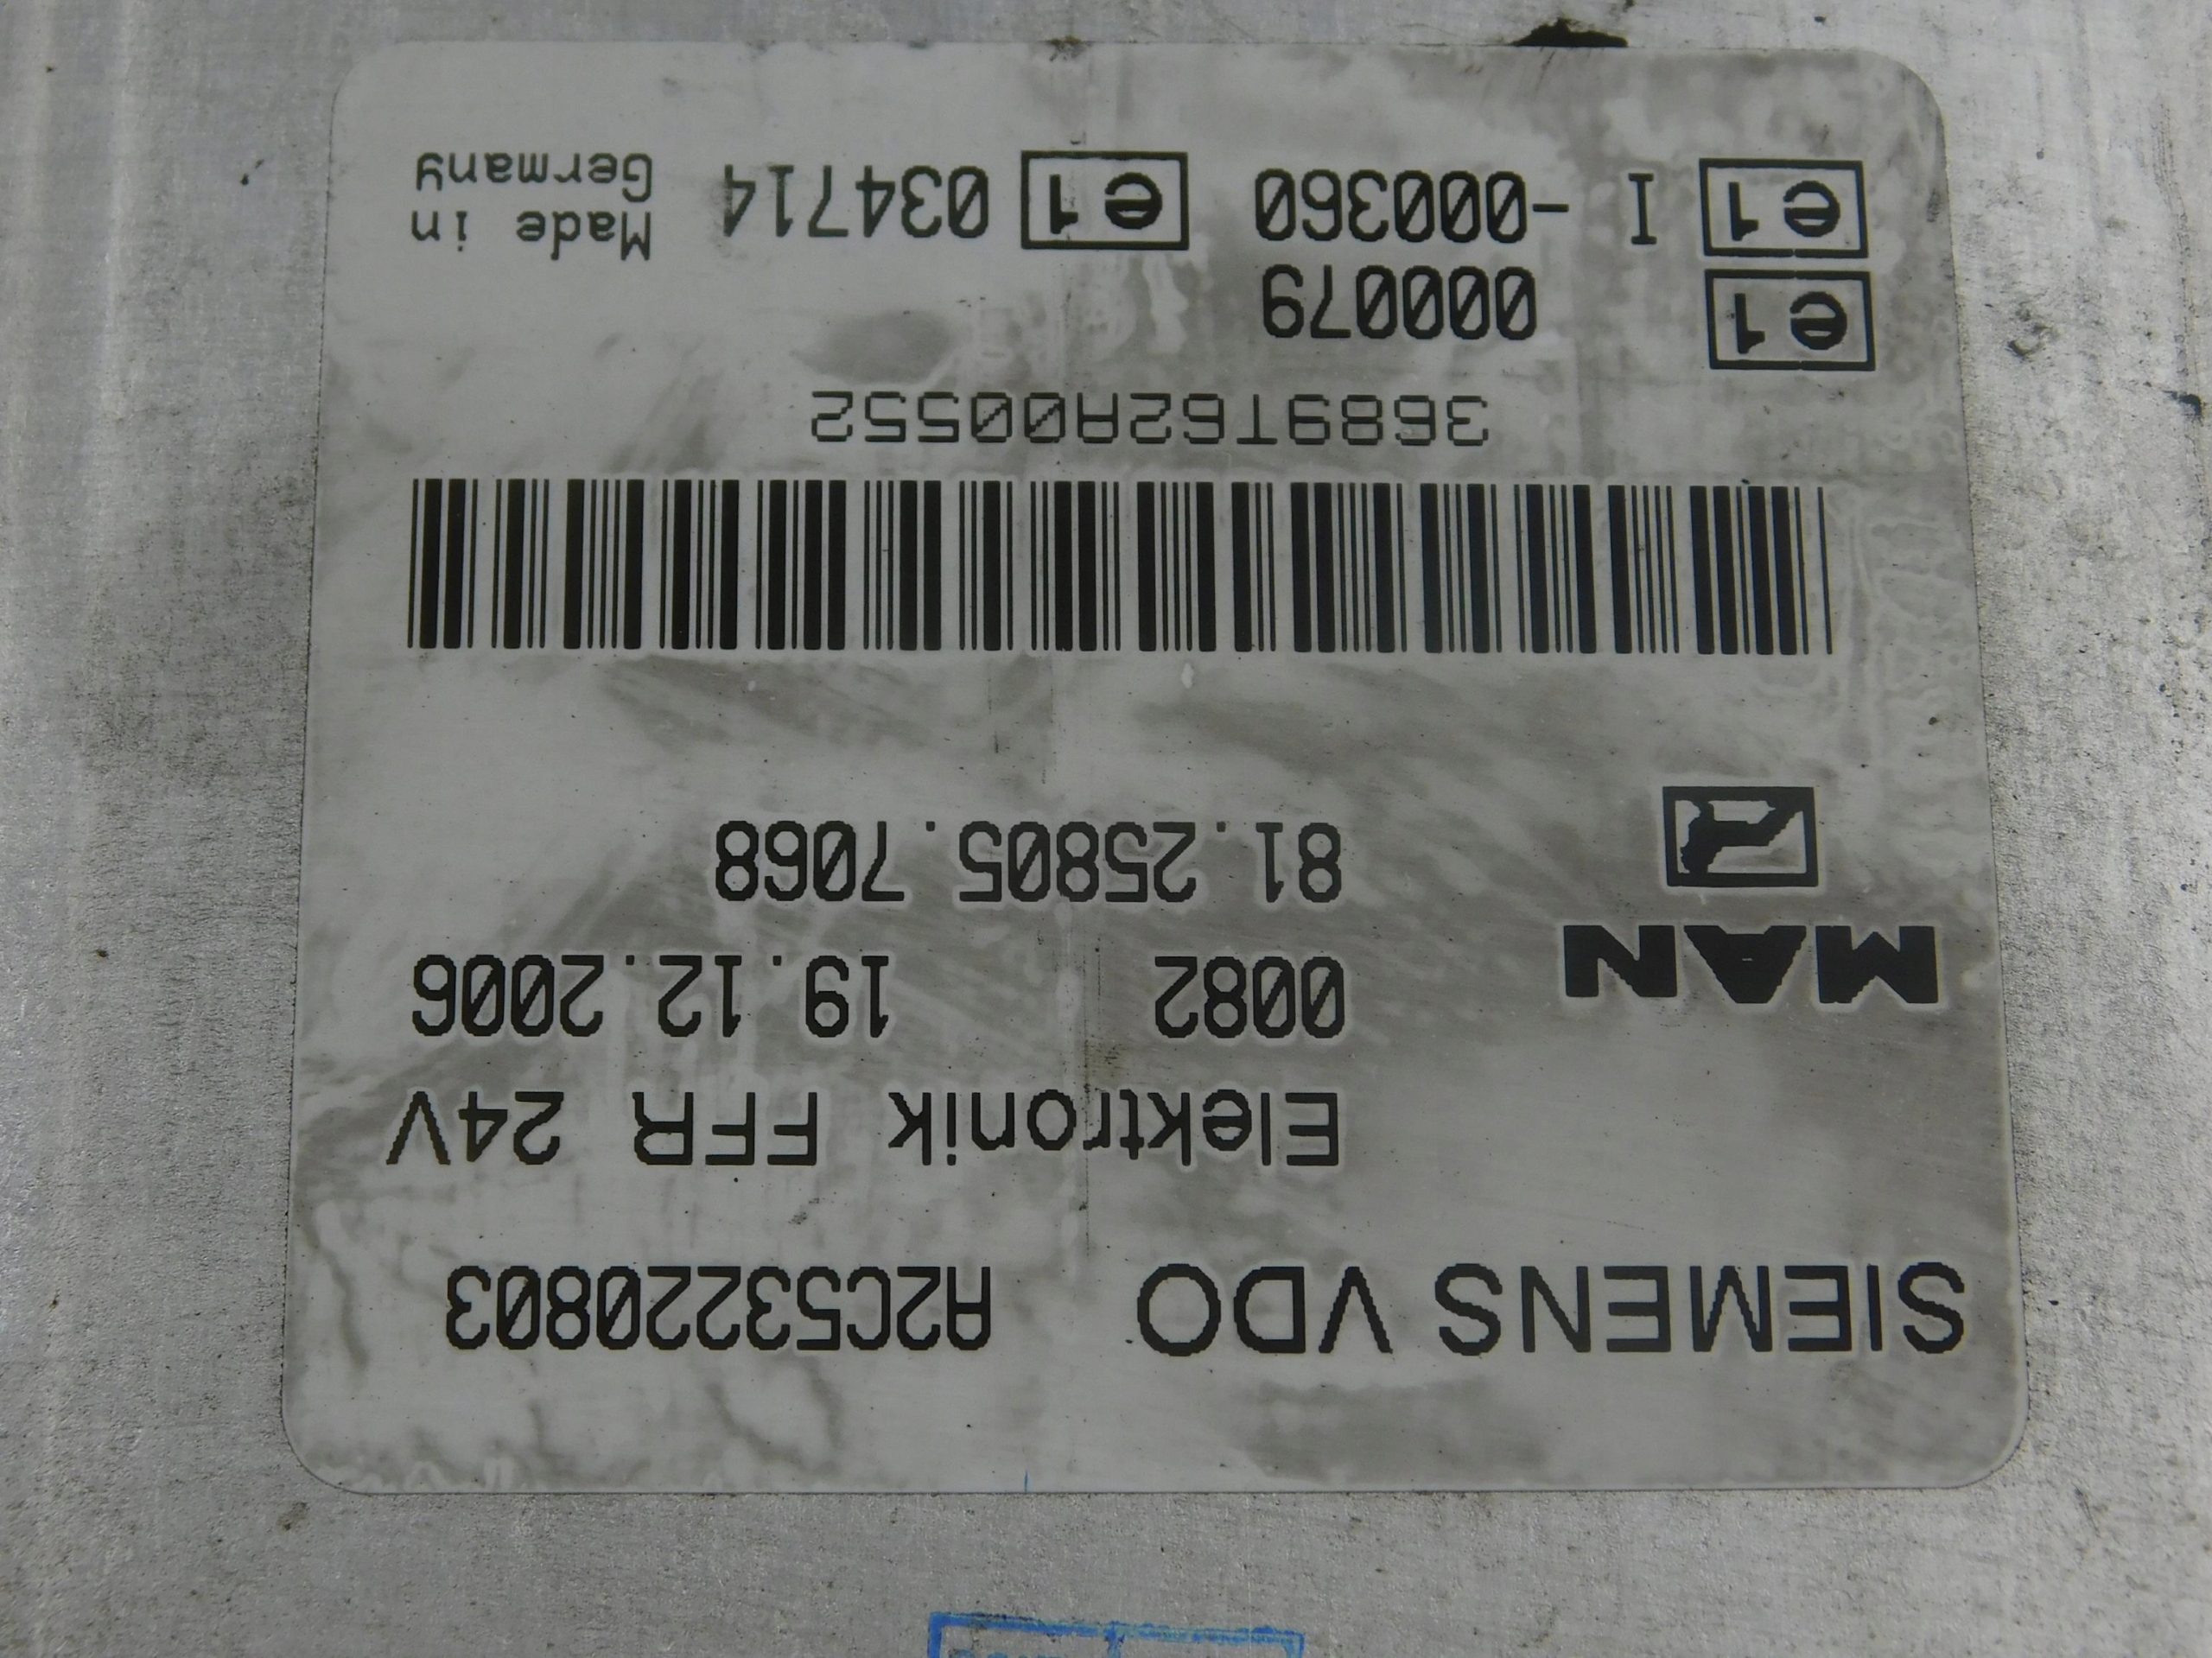 SIEMENS VDO A2C53220803
Elektronik FFR 24V
MAN 0082 19.12.2006
81.25805.7068
3689T62A00552
e1 000079
e1 I -000360 e1 034714 Made in
Germany